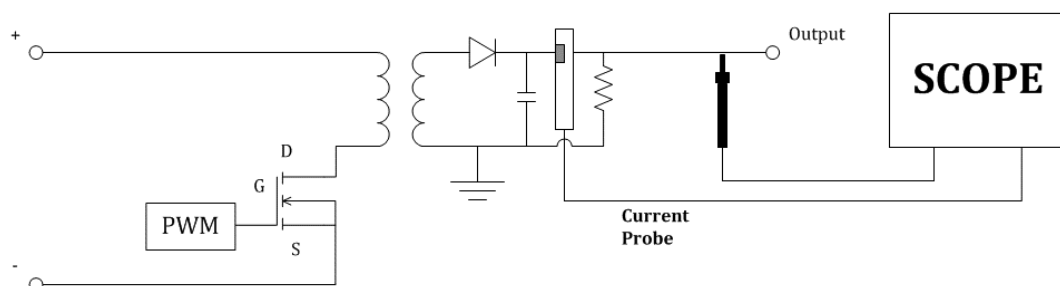 +
Output
SCOPE
D
G
PWM
S
Current
Probe
-